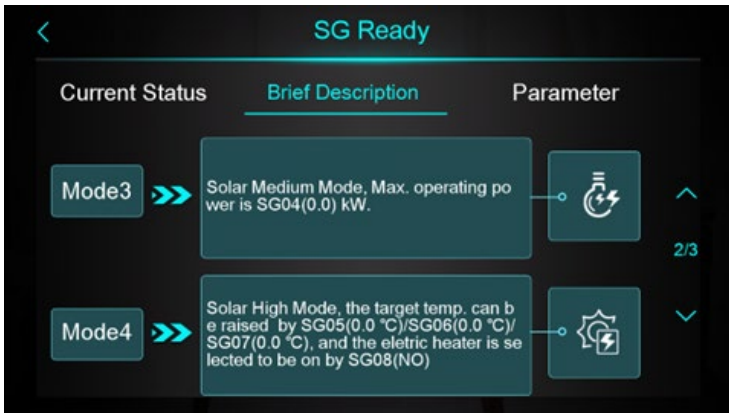 SG Ready
Current Status Brief Description Parameter
Mode3
Solar Medium Mode, Max. operating po
wer is SG04(0.0) kW.
2/3
Mode4
Solar High Mode, the target temp. can b
e raised by SG05(0.0 ℃)/SG06(0.0 ℃)/
SG07(0.0 ℃), and the eletric heater is se
lected to be on by SG08(NO)